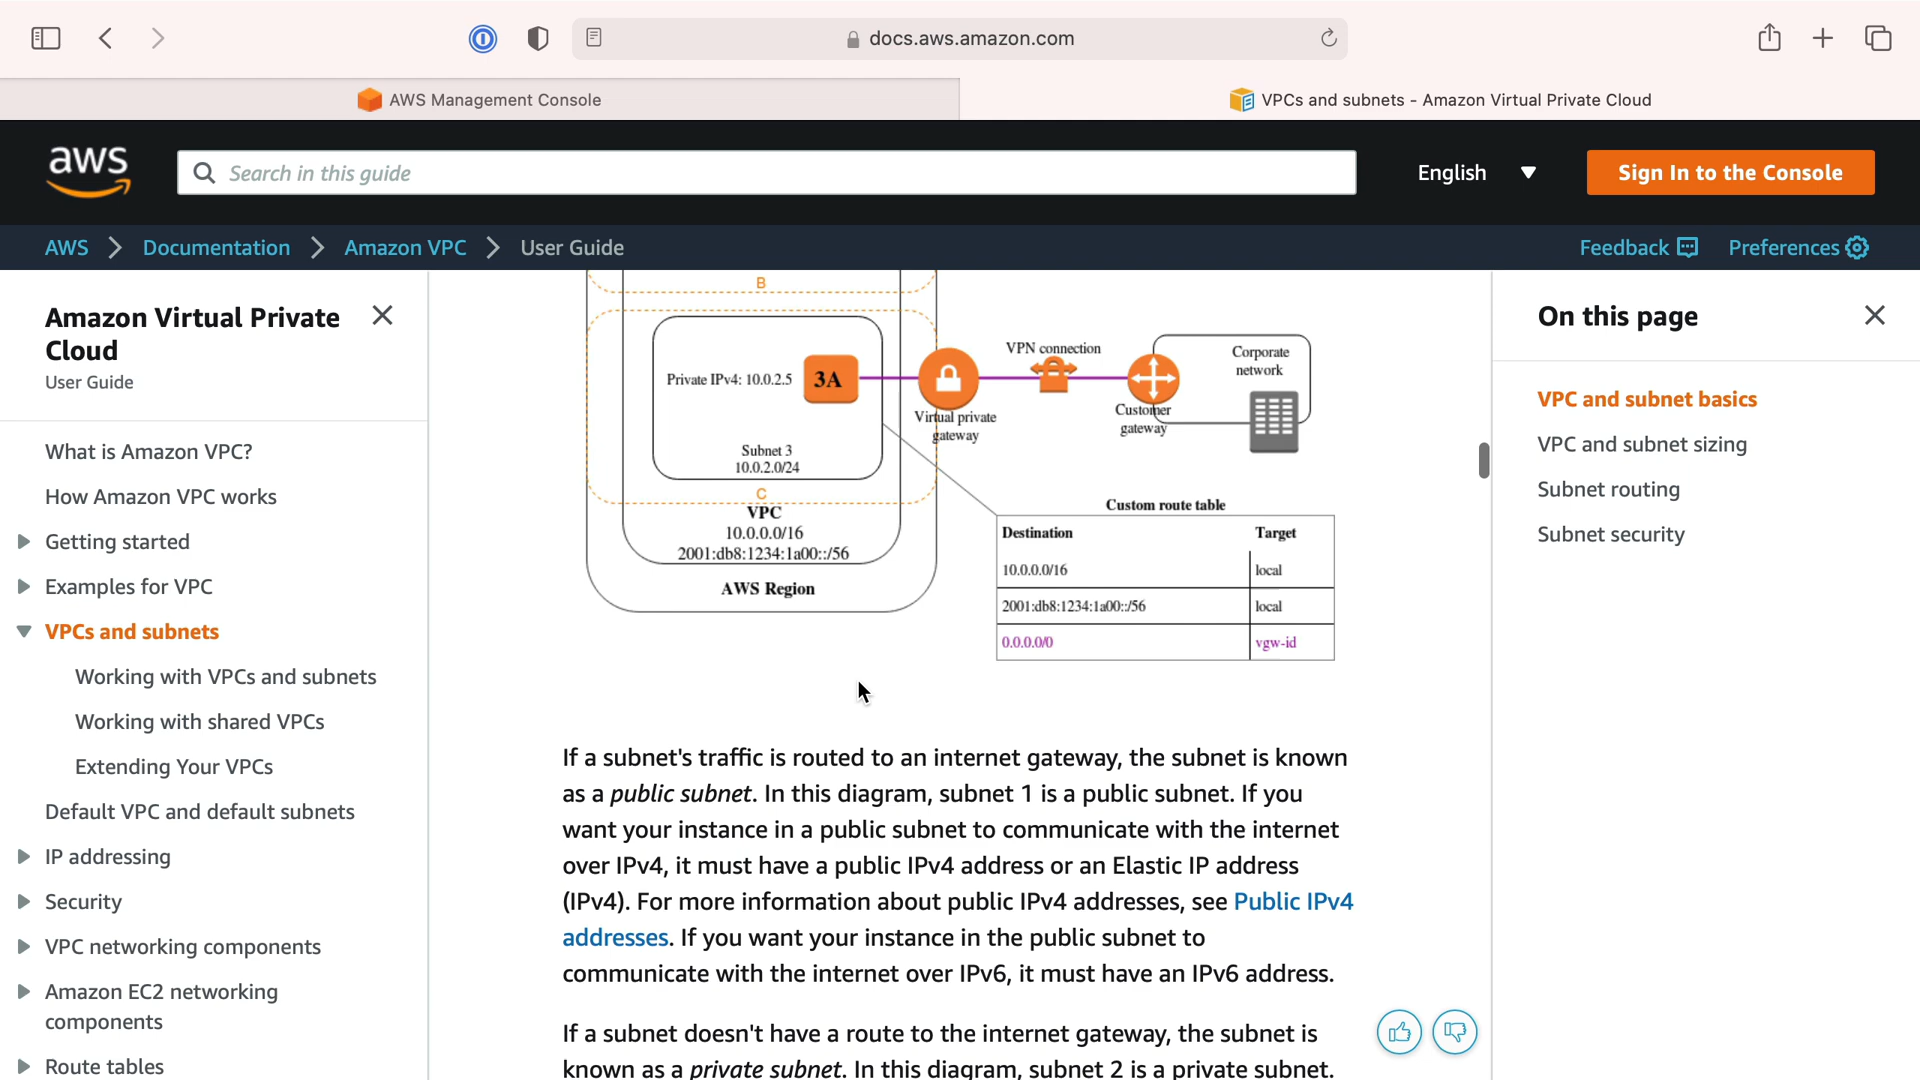 docs.aws.amazon.com
AWS Management Console
VPCs and subnets - Amazon Virtual Private Cloud
aws
Search in this guide
English
Sign In to the Console
AWS
Documentation
Amazon VPC
User Guide
Feedback
Preferences
Amazon Virtual Private
Cloud
User Guide
What is Amazon VPC?
How Amazon VPC works
Getting started
Examples for VPC
VPCs and subnets
Working with VPCs and subnets
Working with shared VPCs
Extending Your VPCs
Default VPC and default subnets
IP addressing
Security
VPC networking components
Amazon EC2 networking
components
Route tables
B
Private IPv4: 10.0.2.5
3A
Subnet 3
10.0.2.0/24
C
VPC
10.0.0.0/16
2001:db8:1234:1a00::/56
AWS Region
Virtual private
gateway
VPN connection
Customer
gateway
Corporate
network
Custom route table
Destination Target
10.0.0.0/16 local
2001:db8:1234:1a00::/56 local
0.0.0.0/0 vgw-id
If a subnet's traffic is routed to an internet gateway, the subnet is known
as a public subnet. In this diagram, subnet 1 is a public subnet. If you
want your instance in a public subnet to communicate with the internet
over IPv4, it must have a public IPv4 address or an Elastic IP address
(IPv4). For more information about public IPv4 addresses, see Public IPv4
addresses. If you want your instance in the public subnet to
communicate with the internet over IPv6, it must have an IPv6 address.
If a subnet doesn't have a route to the internet gateway, the subnet is
known as a private subnet. In this diagram, subnet 2 is a private subnet.
On this page
VPC and subnet basics
VPC and subnet sizing
Subnet routing
Subnet security